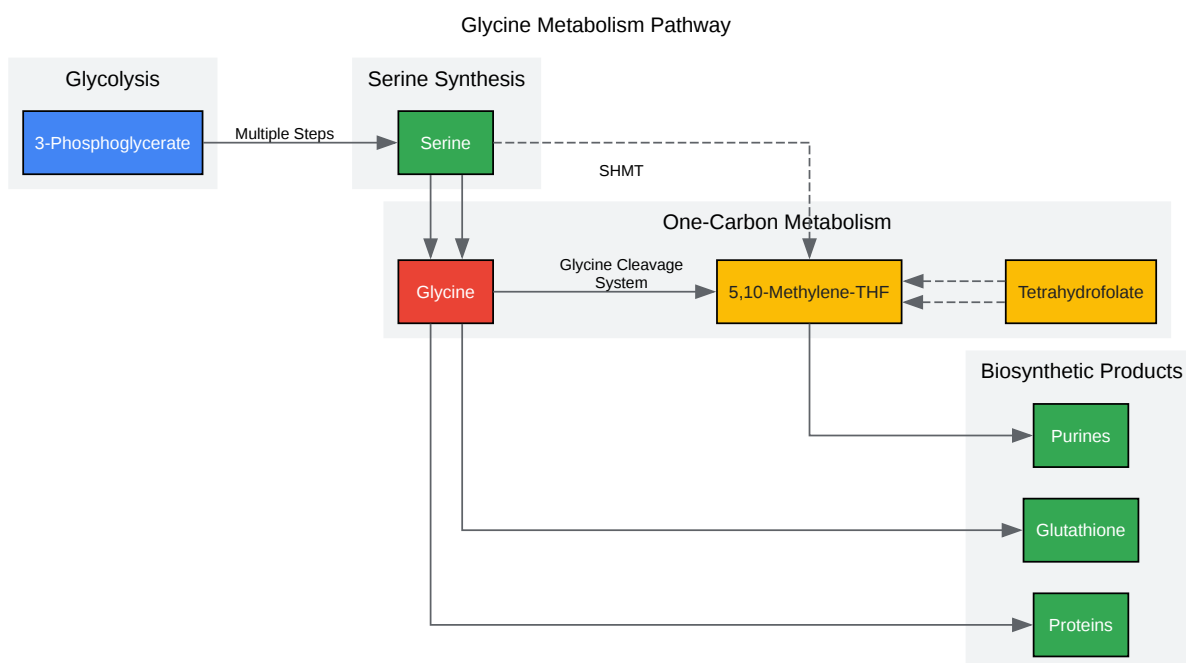 Glycine Metabolism Pathway
Glycolysis
Serine Synthesis
3-Phosphoglycerate
Multiple Steps
Serine
SHMT
One-Carbon Metabolism
Glycine
Glycine Cleavage
System
5,10-Methylene-THF
Tetrahydrofolate
Biosynthetic Products
Purines
Glutathione
Proteins